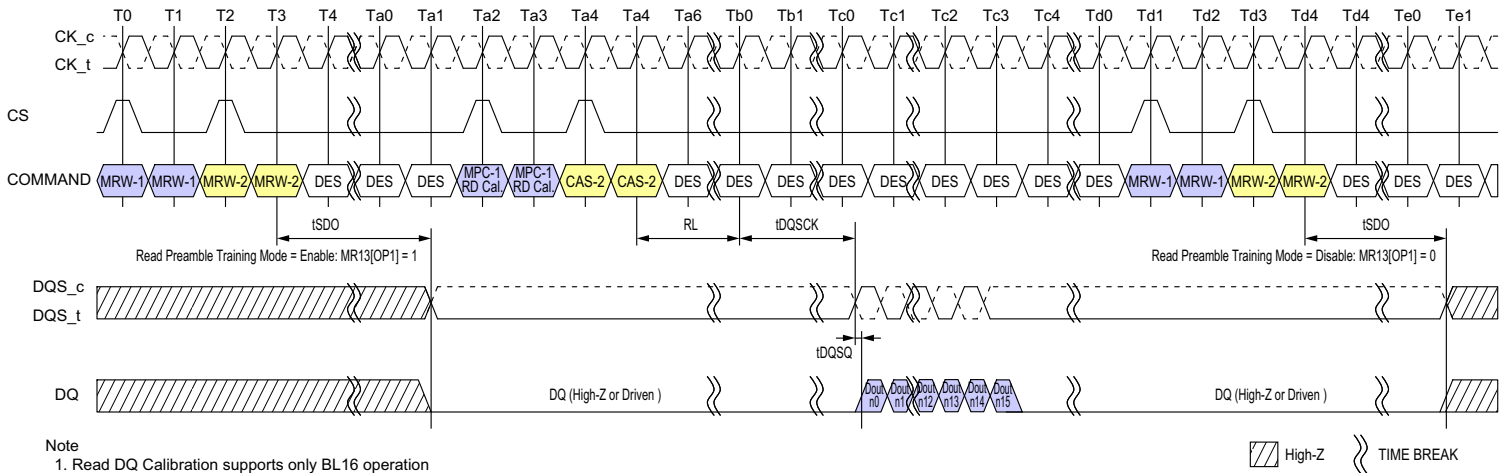 T0 T1 T2 T3 T4 Ta0 Ta1 Ta2 Ta3 Ta4 Ta4 Ta6 Tb0 Tb1 Tc0 Tc1 Tc2 Tc3 Tc4 Td0 Td1 Td2 Td3 Td4 Td4 Te0 Te1
CK_c
CK_t
CS
COMMAND MRW-1 MRW-1 MRW-2 MRW-2 DES DES DES MPC-1 RD Cal. MPC-1 RD Cal. CAS-2 CAS-2 DES DES DES DES DES DES DES DES DES MRW-1 MRW-1 MRW-2 MRW-2 DES DES DES
tSDO RL tDQSCK tSDO
Read Preamble Training Mode = Enable: MR13[OP1] = 1 Read Preamble Training Mode = Disable: MR13[OP1] = 0
DQS_c
DQS_t
tDQSQ
DQ DQ (High-Z or Driven ) Dout n0 Dout n1 Dout n12 Dout n13 Dout n14 Dout n15 DQ (High-Z or Driven )
Note
1. Read DQ Calibration supports only BL16 operation
High-Z TIME BREAK